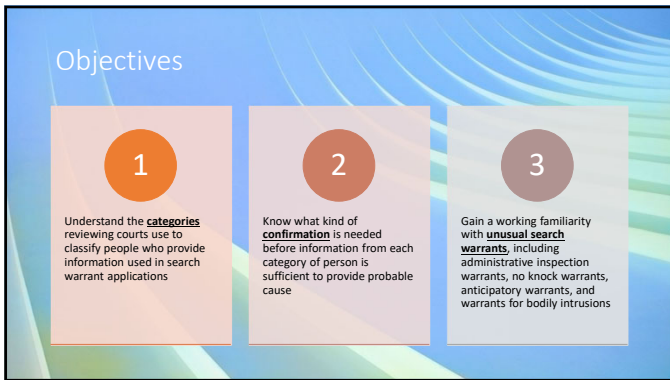 Objectives
1
Understand the categories
reviewing courts use to
classify people who provide
information used in search
warrant applications
2
Know what kind of
confirmation is needed
before information from each
category of person is
sufficient to provide probable
cause
3
Gain a working familiarity
with unusual search
warrants, including
administrative inspection
warrants, no knock warrants,
anticipatory warrants, and
warrants for bodily intrusions